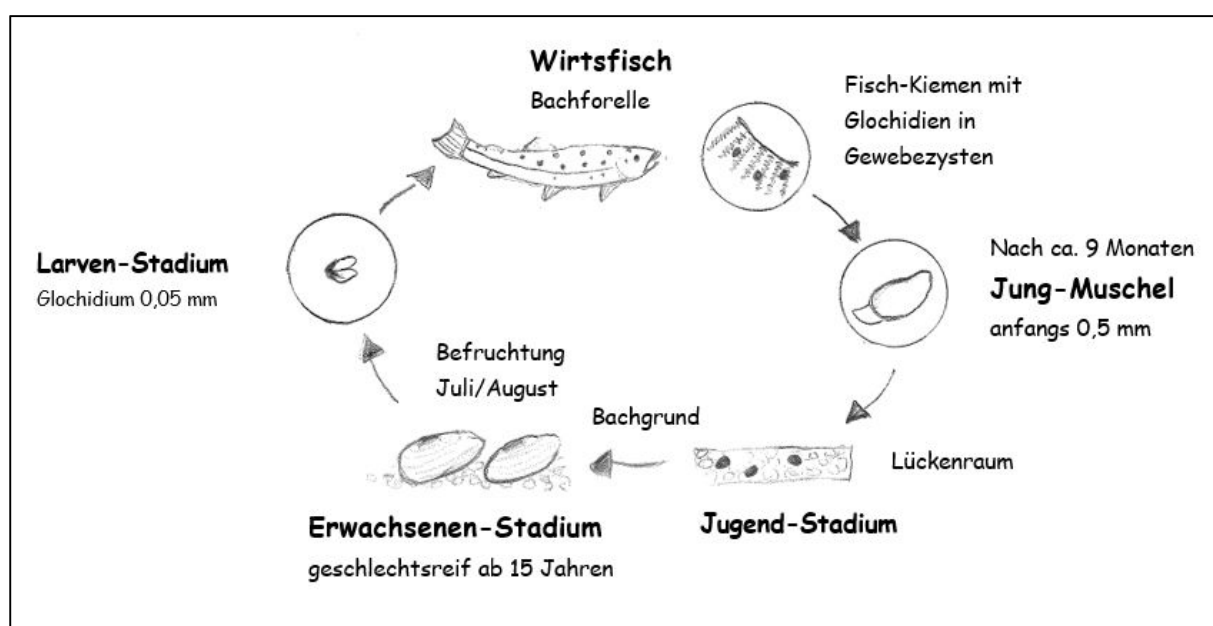 Wirtsfisch
Bachforelle
Fisch-Kiemen mit
Glochidien in
Gewebezysten
Nach ca. 9 Monaten
Jung-Muschel
anfangs 0,5 mm
Lückenraum
Jugend-Stadium
Bachgrund
Befruchtung
Juli/August
Erwachsenen-Stadium
geschlechtsreif ab 15 Jahren
Larven-Stadium
Glochidium 0,05 mm